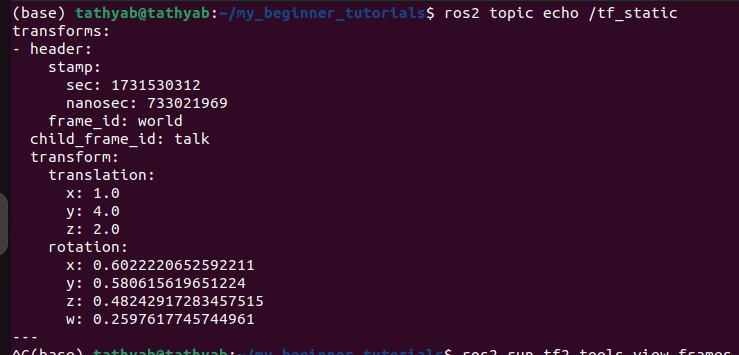 (base) tathyab@tathyab:~/my_beginner_tutorials$ ros2 topic echo /tf_static
transforms:
- header:
    stamp:
      sec: 1731530312
      nanosec: 733021969
    frame_id: world
  child_frame_id: talk
  transform:
    translation:
      x: 1.0
      y: 4.0
      z: 2.0
    rotation:
      x: 0.6022220652592211
      y: 0.580615619651224
      z: 0.48242917283457515
      w: 0.2597617745744961
---
^C(base) tathyab@tathyab:~/my_beginner_tutorials$ ros2 run tf2_tools view_frames